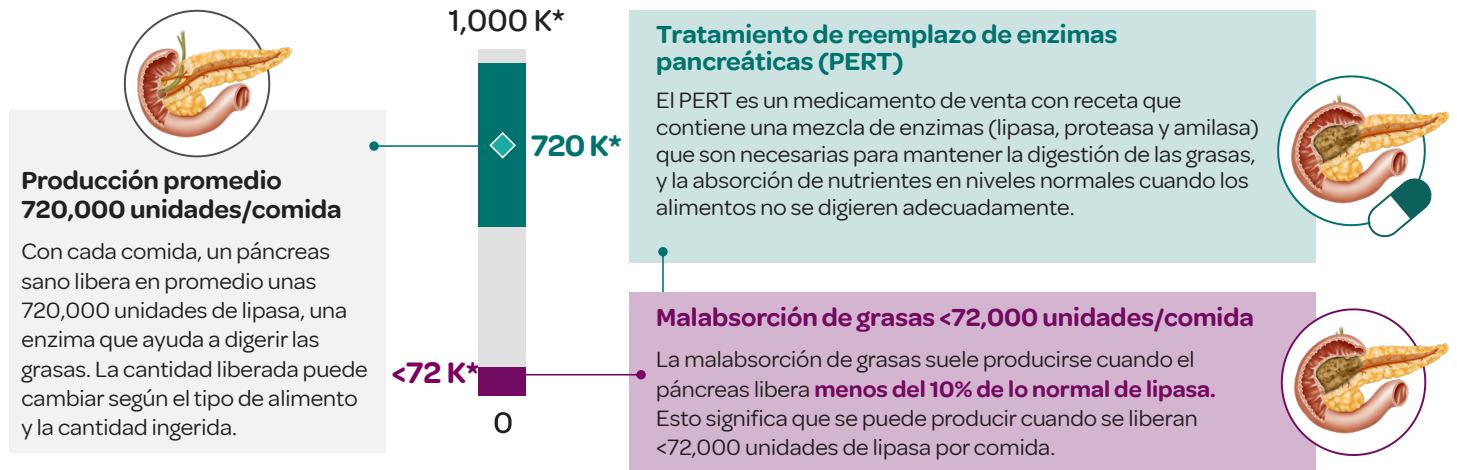 Producción promedio
720,000 unidades/comida
Con cada comida, un páncreas
sano libera en promedio unas
720,000 unidades de lipasa, una
enzima que ayuda a digerir las
grasas. La cantidad liberada puede
cambiar según el tipo de alimento
y la cantidad ingerida.
1,000 K*
720 K*
<72 K*
0
Tratamiento de reemplazo de enzimas
pancreáticas (PERT)
El PERT es un medicamento de venta con receta que
contiene una mezcla de enzimas (lipasa, proteasa y amilasa)
que son necesarias para mantener la digestión de las grasas,
y la absorción de nutrientes en niveles normales cuando los
alimentos no se digieren adecuadamente.
Malabsorción de grasas <72,000 unidades/comida
La malabsorción de grasas suele producirse cuando el
páncreas libera menos del 10% de lo normal de lipasa.
Esto significa que se puede producir cuando se liberan
<72,000 unidades de lipasa por comida.